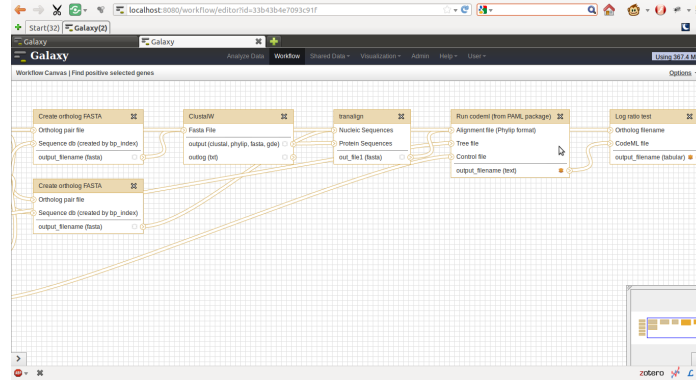 localhost:8080/workflow/editor?id=33b43b4e7093c91f
Start(32) Galaxy(2)
Galaxy Galaxy
Galaxy Analyze Data Workflow Shared Data Visualization Admin Help User Using 367.4 M
Workflow Canvas | Find positive selected genes Options
Create ortholog FASTA
Ortholog pair file
Sequence db (created by bp_index)
output_filename (fasta)
Create ortholog FASTA
Ortholog pair file
Sequence db (created by bp_index)
output_filename (fasta)
ClustalW
Fasta File
output (clustal, phylip, fasta, gde)
outlog (txt)
tranalign
Nucleic Sequences
Protein Sequences
out_file1 (fasta)
Run codeml (from PAML package)
Alignment file (Phylip format)
Tree file
Control file
output_filename (text)
Log ratio test
Ortholog filename
CodeML file
output_filename (tabular)
zotero